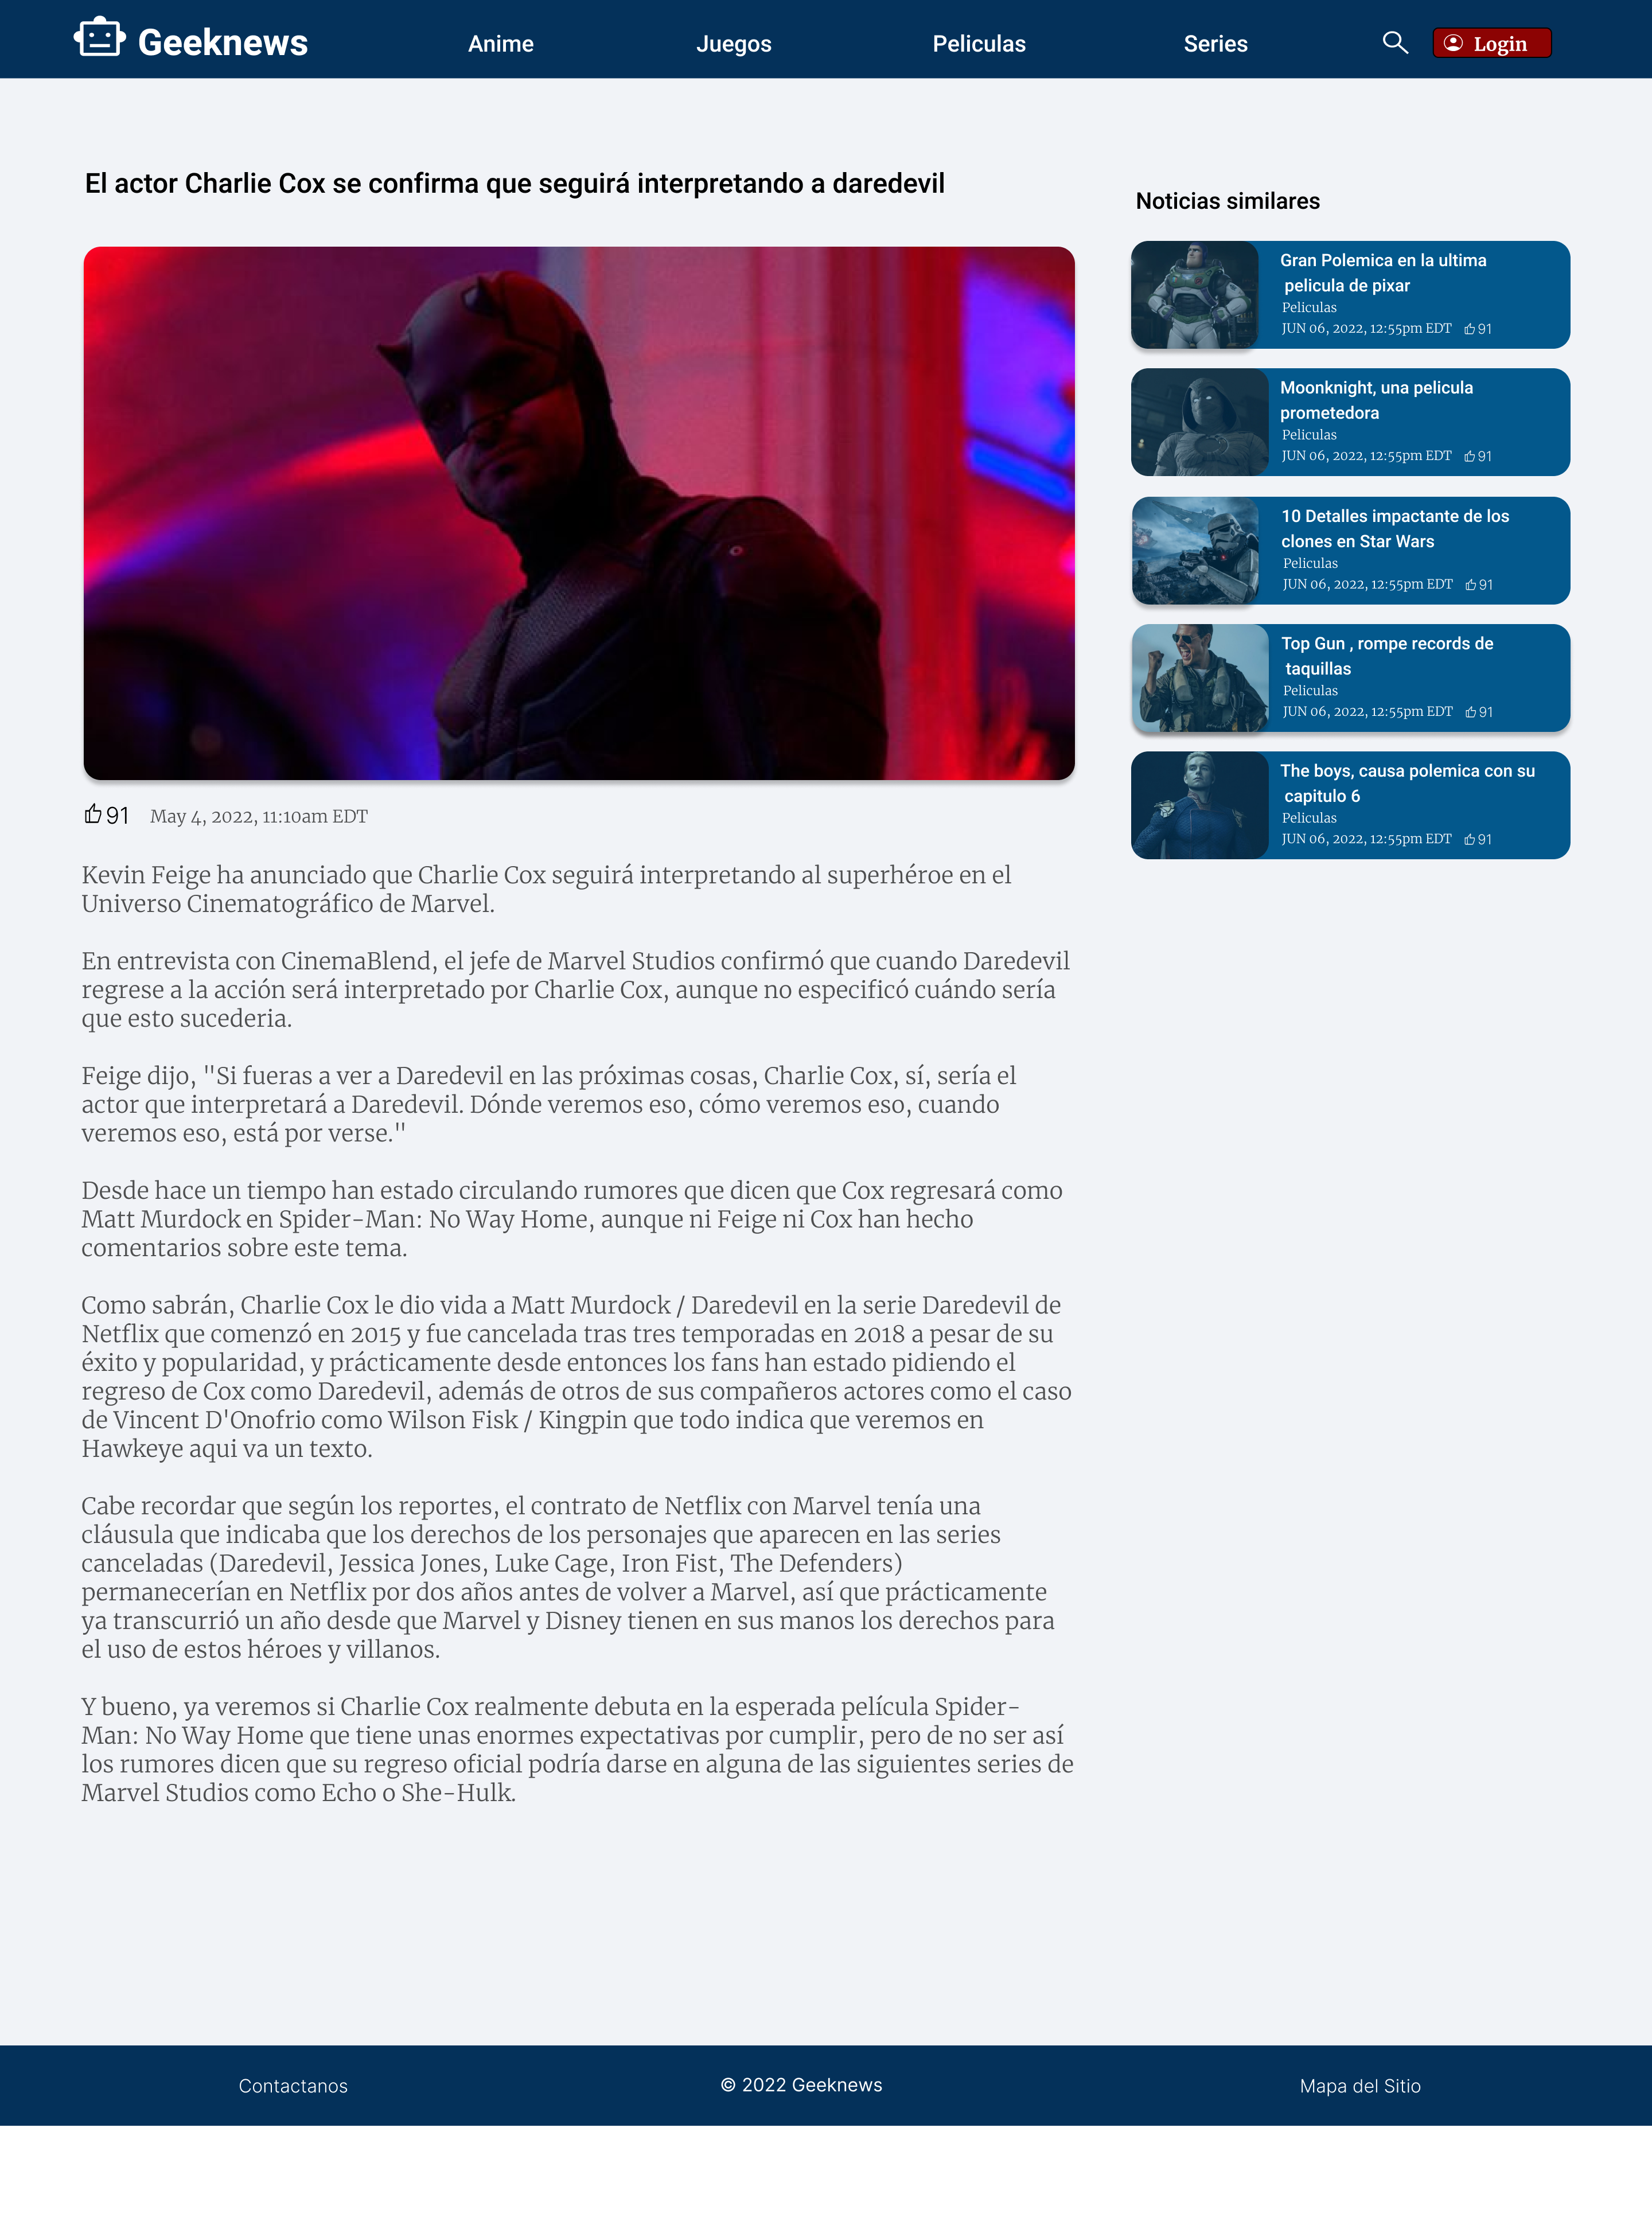 Geeknews
Anime
Juegos
Peliculas
Series
Login
El actor Charlie Cox se confirma que seguirá interpretando a daredevil
91
May 4, 2022, 11:10am EDT
Kevin Feige ha anunciado que Charlie Cox seguirá interpretando al superhéroe en el
Universo Cinematográfico de Marvel.
En entrevista con CinemaBlend, el jefe de Marvel Studios confirmó que cuando Daredevil
regrese a la acción será interpretado por Charlie Cox, aunque no especificó cuándo sería
que esto sucederia.
Feige dijo, "Si fueras a ver a Daredevil en las próximas cosas, Charlie Cox, sí, sería el
actor que interpretará a Daredevil. Dónde veremos eso, cómo veremos eso, cuando
veremos eso, está por verse."
Desde hace un tiempo han estado circulando rumores que dicen que Cox regresará como
Matt Murdock en Spider-Man: No Way Home, aunque ni Feige ni Cox han hecho
comentarios sobre este tema.
Como sabrán, Charlie Cox le dio vida a Matt Murdock / Daredevil en la serie Daredevil de
Netflix que comenzó en 2015 y fue cancelada tras tres temporadas en 2018 a pesar de su
éxito y popularidad, y prácticamente desde entonces los fans han estado pidiendo el
regreso de Cox como Daredevil, además de otros de sus compañeros actores como el caso
de Vincent D'Onofrio como Wilson Fisk / Kingpin que todo indica que veremos en
Hawkeye aqui va un texto.
Cabe recordar que según los reportes, el contrato de Netflix con Marvel tenía una
cláusula que indicaba que los derechos de los personajes que aparecen en las series
canceladas (Daredevil, Jessica Jones, Luke Cage, Iron Fist, The Defenders)
permanecerían en Netflix por dos años antes de volver a Marvel, así que prácticamente
ya transcurrió un año desde que Marvel y Disney tienen en sus manos los derechos para
el uso de estos héroes y villanos.
Y bueno, ya veremos si Charlie Cox realmente debuta en la esperada película Spider-
Man: No Way Home que tiene unas enormes expectativas por cumplir, pero de no ser así
los rumores dicen que su regreso oficial podría darse en alguna de las siguientes series de
Marvel Studios como Echo o She-Hulk.
Noticias similares
Gran Polemica en la ultima
pelicula de pixar
Peliculas
JUN 06, 2022, 12:55pm EDT 91
Moonknight, una pelicula
prometedora
Peliculas
JUN 06, 2022, 12:55pm EDT 91
10 Detalles impactante de los
clones en Star Wars
Peliculas
JUN 06, 2022, 12:55pm EDT 91
Top Gun , rompe records de
taquillas
Peliculas
JUN 06, 2022, 12:55pm EDT 91
The boys, causa polemica con su
capitulo 6
Peliculas
JUN 06, 2022, 12:55pm EDT 91
Contactanos
© 2022 Geeknews
Mapa del Sitio